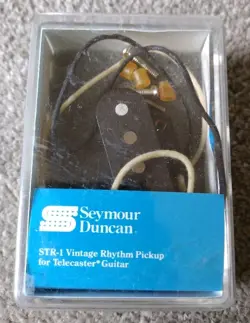 Seymour
Duncan
STR-1 Vintage Rhythm Pickup
for Telecaster® Guitar